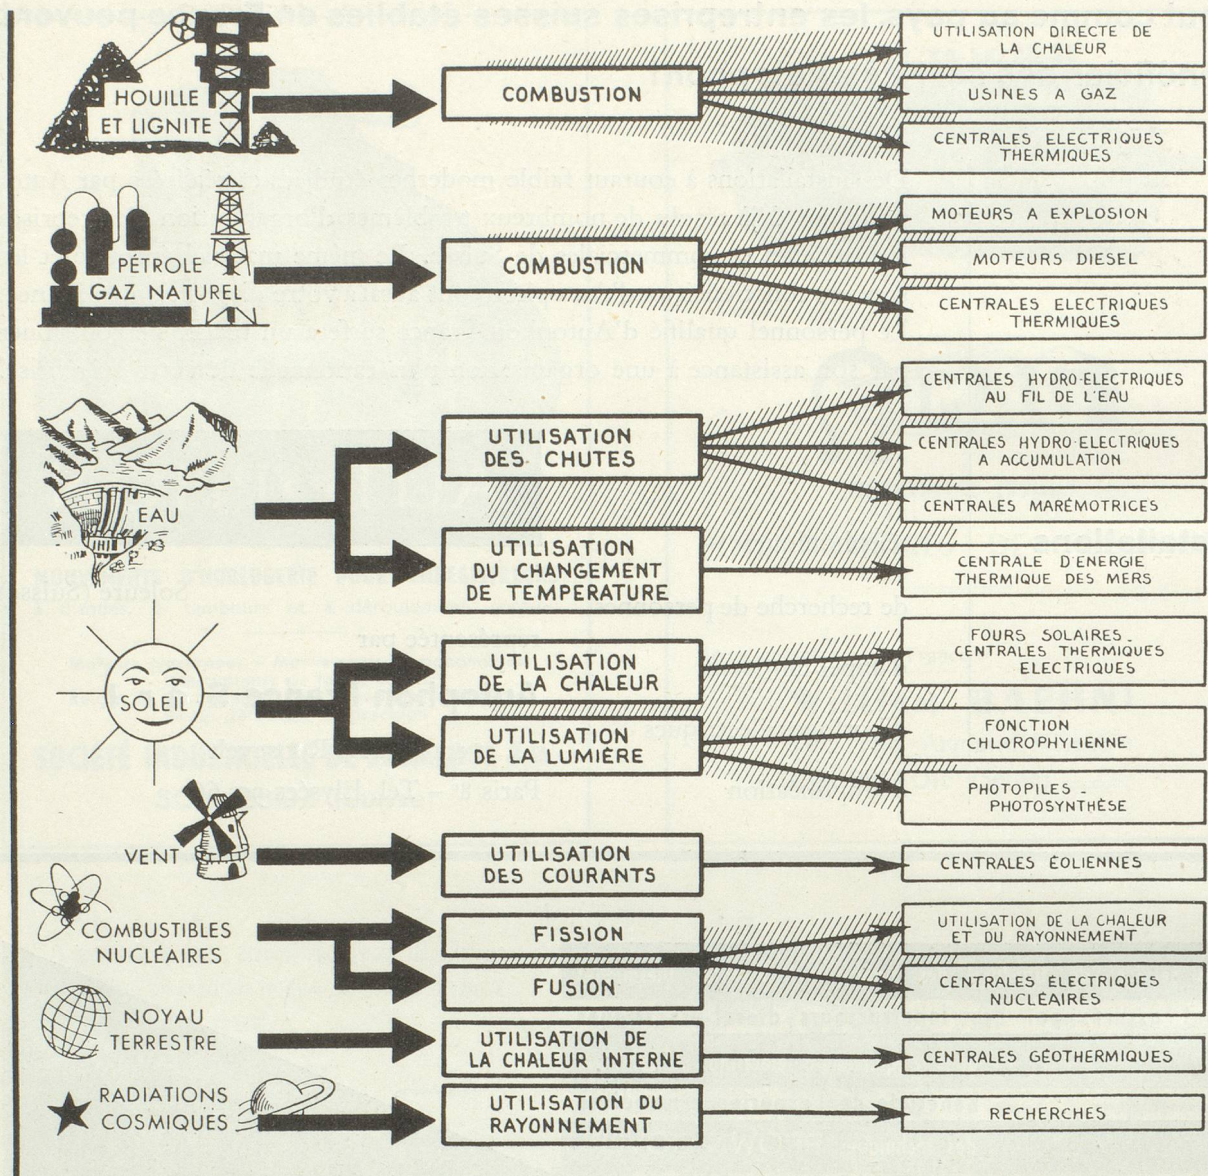 HOUILLE
ET LIGNITE
COMBUSTION
UTILISATION DIRECTE DE
LA CHALEUR
USINES A GAZ
CENTRALES ELECTRIQUES
THERMIQUES
PÉTROLE
GAZ NATUREL
COMBUSTION
MOTEURS A EXPLOSION
MOTEURS DIESEL
CENTRALES ELECTRIQUES
THERMIQUES
EAU
UTILISATION
DES CHUTES
CENTRALES HYDRO-ELECTRIQUES
AU FIL DE L'EAU
CENTRALES HYDRO-ELECTRIQUES
A ACCUMULATION
CENTRALES MARÉMOTRICES
UTILISATION
DU CHANGEMENT
DE TEMPÉRATURE
CENTRALE D'ENERGIE
THERMIQUE DES MERS
SOLEIL
UTILISATION
DE LA CHALEUR
FOURS SOLAIRES -
CENTRALES THERMIQUES
ELECTRIQUES
UTILISATION
DE LA LUMIÈRE
FONCTION
CHLOROPHYLIENNE
PHOTOPILES -
PHOTOSYNTHÈSE
VENT
UTILISATION
DES COURANTS
CENTRALES ÉOLIENNES
COMBUSTIBLES
NUCLÉAIRES
FISSION
FUSION
UTILISATION DE LA CHALEUR
ET DU RAYONNEMENT
CENTRALES ÉLECTRIQUES
NUCLÉAIRES
NOYAU
TERRESTRE
UTILISATION DE
LA CHALEUR INTERNE
CENTRALES GÉOTHERMIQUES
RADIATIONS
COSMIQUES
UTILISATION DU
RAYONNEMENT
RECHERCHES